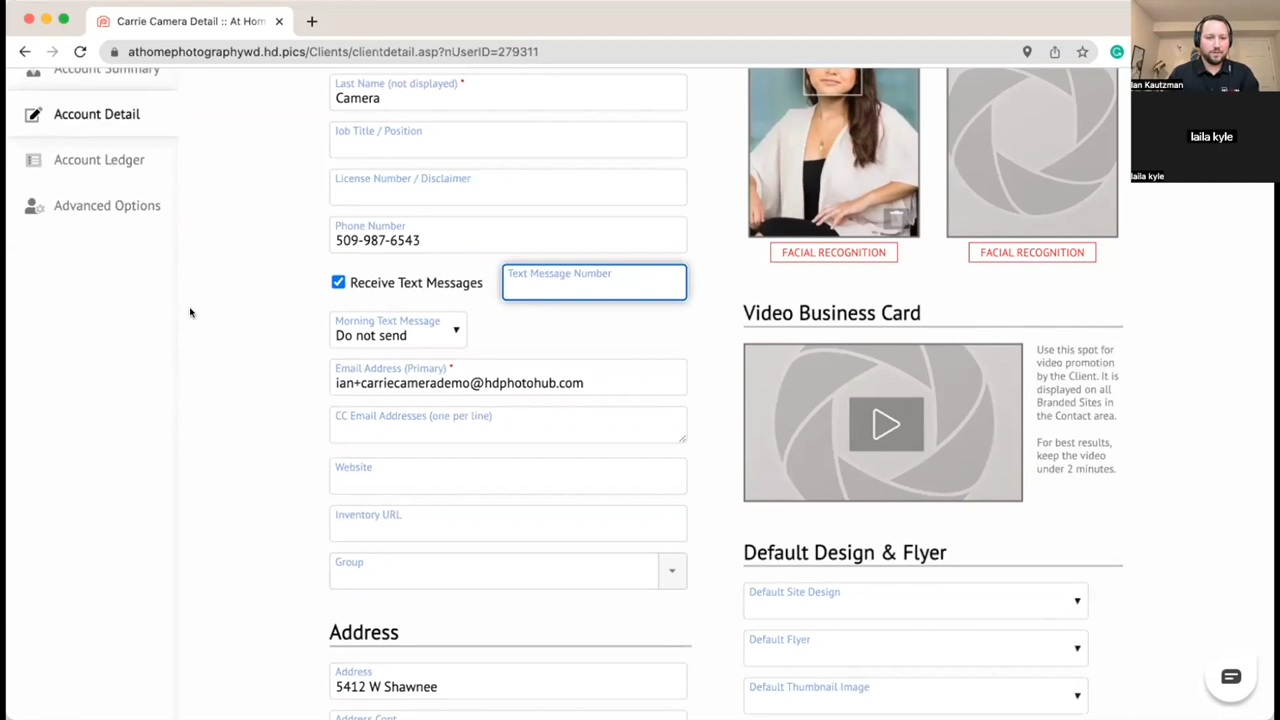 Carrie Camera Detail :: At Hom
athomephotographywd.hd.pics/Clients/clientdetail.asp?nUserID=279311
Ian Kautzman
laila kyle
laila kyle
Account Summary
Account Detail
Account Ledger
Advanced Options
Last Name (not displayed) *
Camera
Job Title / Position
License Number / Disclaimer
Phone Number
509-987-6543
Receive Text Messages
Text Message Number
Morning Text Message
Do not send
Email Address (Primary) *
ian+carriecamerademo@hdphotohub.com
CC Email Addresses (one per line)
Website
Inventory URL
Group
Address
Address
5412 W Shawnee
Address Cont.
FACIAL RECOGNITION
FACIAL RECOGNITION
Video Business Card
Use this spot for
video promotion
by the Client. It is
displayed on all
Branded Sites in
the Contact area.
For best results,
keep the video
under 2 minutes.
Default Design & Flyer
Default Site Design
Default Flyer
Default Thumbnail Image